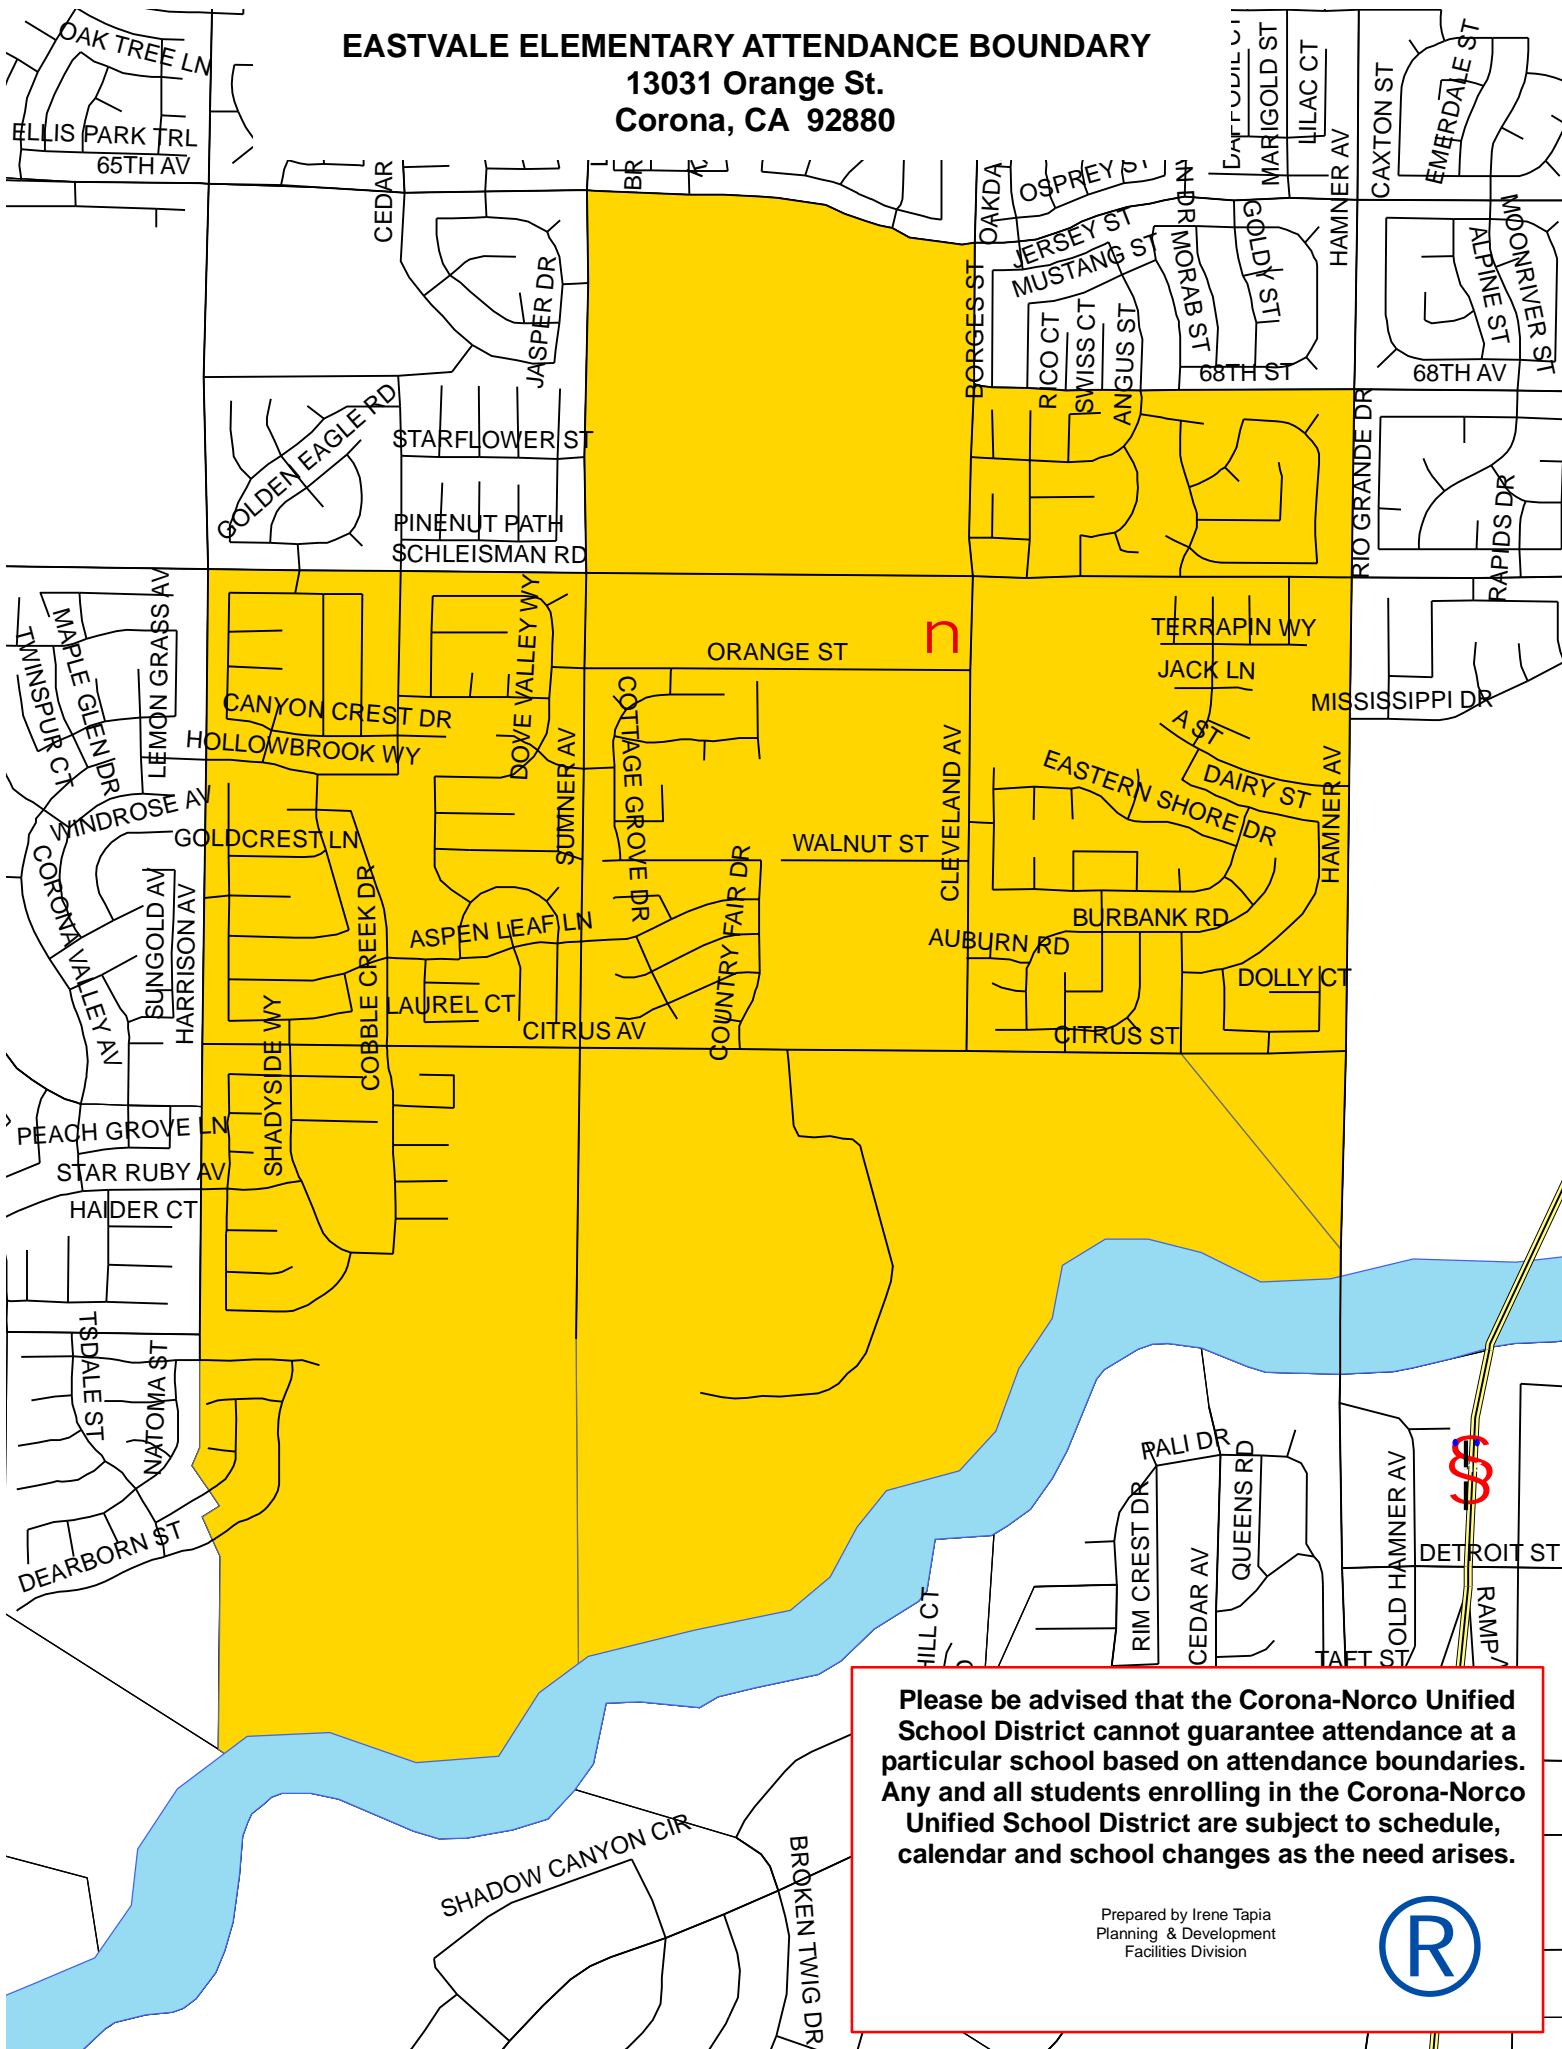 EASTVALE ELEMENTARY ATTENDANCE BOUNDARY
13031 Orange St.
Corona, CA 92880
OAK TREE LN
ELLIS PARK TRL
65TH AV
CEDAR
BR
OAKDA
OSPREY ST
N DR
MARIGOLD ST
LILAC CT
HAMNER AV
CAXTON ST
EMERDALE ST
MOONRIVER ST
ALPINE ST
JERSEY ST
MUSTANG ST
MORAB ST
GOLDY ST
JASPER DR
BORGES ST
RICO CT
SWISS CT
ANGUS ST
68TH ST
68TH AV
GOLDEN EAGLE RD
STARFLOWER ST
PINENUT PATH
SCHLEISMAN RD
RIO GRANDE DR
RAPIDS DR
LEMON GRASS AV
MAPLE GLEN DR
TWINSPUR CT
DOVE VALLEY WY
n
ORANGE ST
TERRAPIN WY
JACK LN
MISSISSIPPI DR
A ST
CANYON CREST DR
HOLLOWBROOK WY
COTTAGE GROVE DR
SUMNER AV
CLEVELAND AV
EASTERN SHORE DR
DAIRY ST
HAMNER AV
WINDROSE AV
GOLDCREST LN
WALNUT ST
COUNTRY FAIR DR
CORONA VALLEY AV
SUNGOLD AV
HARRISON AV
COBBLE CREEK DR
ASPEN LEAF LN
BURBANK RD
AUBURN RD
DOLLY CT
LAUREL CT
CITRUS AV
CITRUS ST
SHADYSIDE WY
PEACH GROVE LN
STAR RUBY AV
HAIDER CT
TSDALE ST
NATOMA ST
DEARBORN ST
PALI DR
QUEENS RD
RIM CREST DR
CEDAR AV
OLD HAMNER AV
§
DETROIT ST
HILL CT
TAFT ST
RAMP
SHADOW CANYON CIR
BROKEN TWIG DR
Please be advised that the Corona-Norco Unified
School District cannot guarantee attendance at a
particular school based on attendance boundaries.
Any and all students enrolling in the Corona-Norco
Unified School District are subject to schedule,
calendar and school changes as the need arises.
Prepared by Irene Tapia
Planning & Development
Facilities Division
®